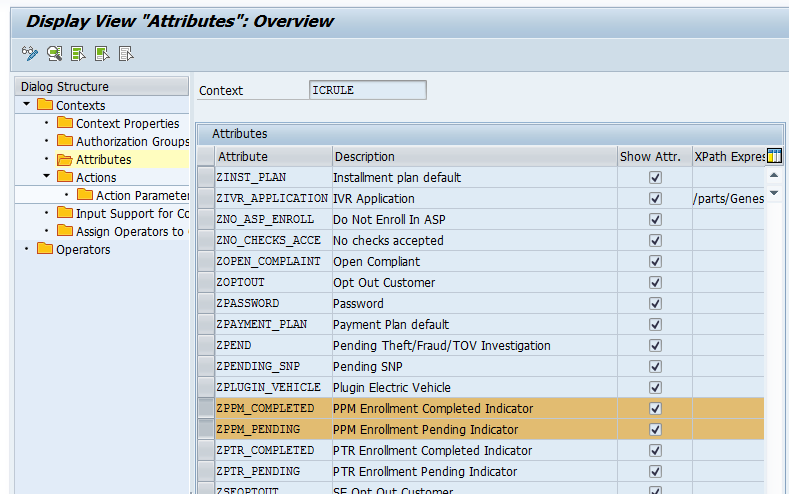 Display View "Attributes": Overview
Dialog Structure
Contexts
Context Properties
Authorization Groups
Attributes
Actions
Action Parameter
Input Support for Co
Assign Operators to
Operators
Context ICRULE
Attributes
Attribute Description Show Attr. XPath Expres
ZINST_PLAN Installment plan default
ZIVR_APPLICATION IVR Application /parts/Genes
ZNO_ASP_ENROLL Do Not Enroll In ASP
ZNO_CHECKS_ACCE No checks accepted
ZOPEN_COMPLAINT Open Compliant
ZOPTOUT Opt Out Customer
ZPASSWORD Password
ZPAYMENT_PLAN Payment Plan default
ZPEND Pending Theft/Fraud/TOV Investigation
ZPENDING_SNP Pending SNP
ZPLUGIN_VEHICLE Plugin Electric Vehicle
ZPPM_COMPLETED PPM Enrollment Completed Indicator
ZPPM_PENDING PPM Enrollment Pending Indicator
ZPTR_COMPLETED PTR Enrollment Completed Indicator
ZPTR_PENDING PTR Enrollment Pending Indicator
ZSEOPTOUT SE Opt Out Customer